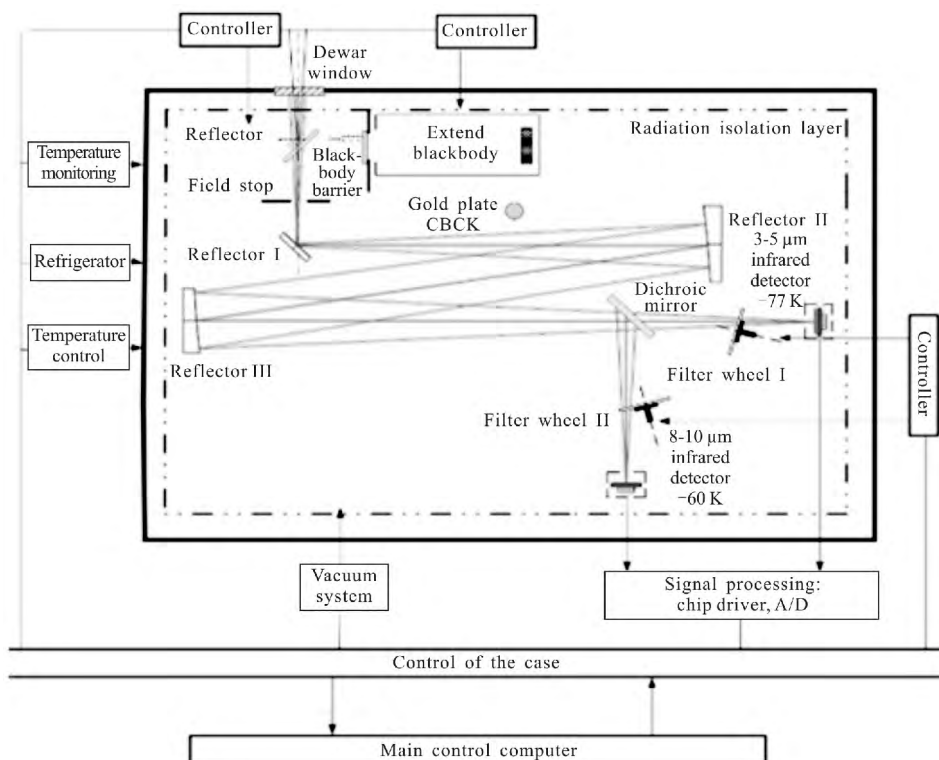 Controller
Controller
Dewar
window
Reflector
Extend
blackbody
Radiation isolation layer
Temperature
monitoring
Black-
body
barrier
Field stop
Gold plate
CBCK
Reflector II
3-5 μm
infrared
detector
−77 K
Reflector I
Refrigerator
Dichroic
mirror
Temperature
control
Controller
Reflector III
Filter wheel I
Filter wheel II
8-10 μm
infrared
detector
−60 K
Vacuum
system
Signal processing:
chip driver, A/D
Control of the case
Main control computer